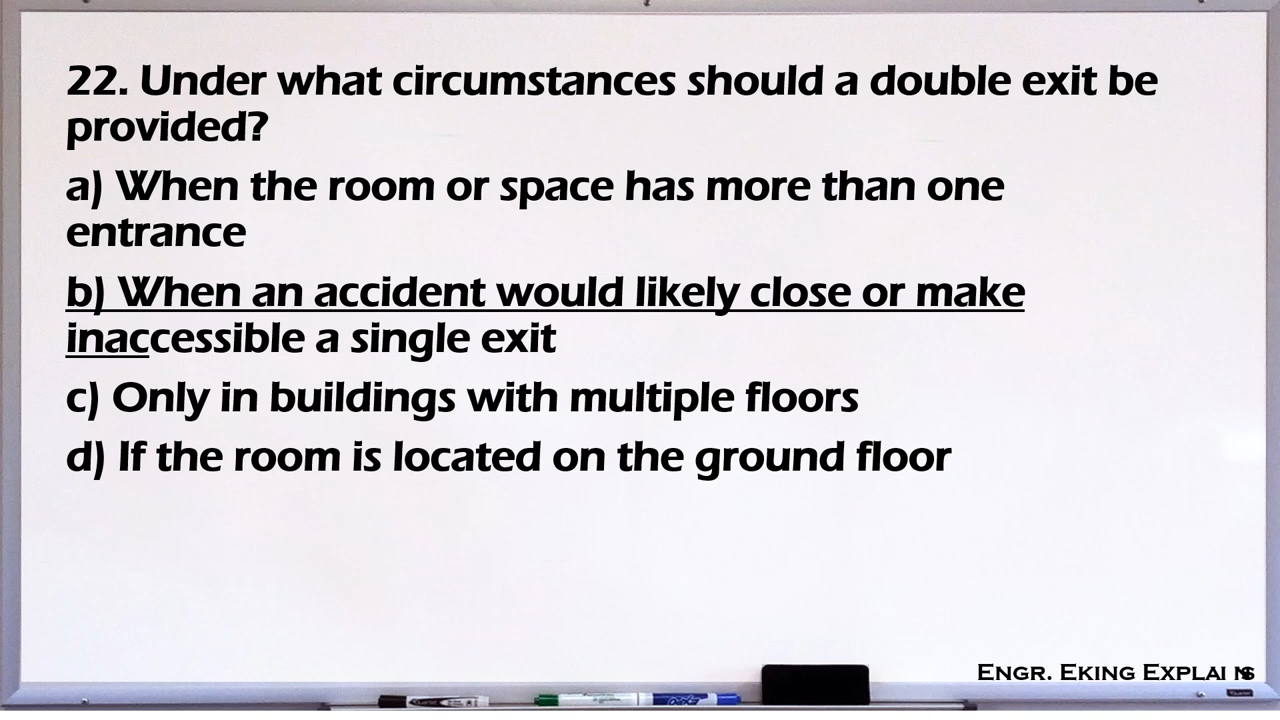 22. Under what circumstances should a double exit be
provided?
a) When the room or space has more than one
entrance
b) When an accident would likely close or make
inaccessible a single exit
c) Only in buildings with multiple floors
d) If the room is located on the ground floor
Engr. Eking Explai